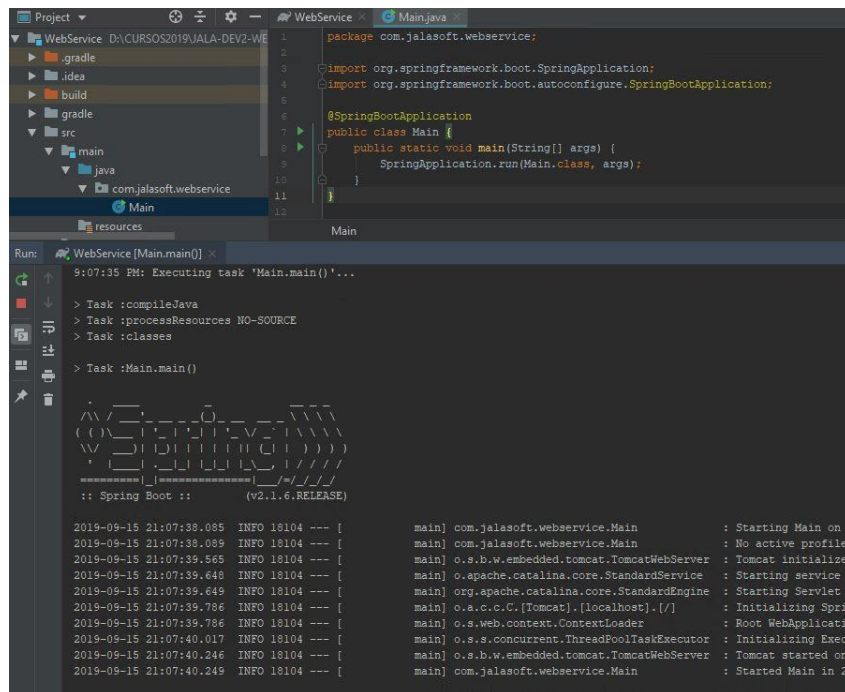 Project
WebService D:\CURSOS2019\JALA-DEV2-WE
.gradle
.idea
build
gradle
src
main
java
com.jalasoft.webservice
Main
resources
WebService
Main.java
1 package com.jalasoft.webservice;
2
3 import org.springframework.boot.SpringApplication;
4 import org.springframework.boot.autoconfigure.SpringBootApplication;
5
6 @SpringBootApplication
7 public class Main {
8 public static void main(String[] args) {
9 SpringApplication.run(Main.class, args);
10 }
11 }
12
Main
Run: WebService [Main.main()]
9:07:35 PM: Executing task 'Main.main()'...
> Task :compileJava
> Task :processResources NO-SOURCE
> Task :classes
> Task :Main.main()
Spring
:: Spring Boot :: (v2.1.6.RELEASE)
2019-09-15 21:07:38.085 INFO 18104 --- [ main] com.jalasoft.webservice.Main : Starting Main on
2019-09-15 21:07:38.089 INFO 18104 --- [ main] com.jalasoft.webservice.Main : No active profile
2019-09-15 21:07:39.565 INFO 18104 --- [ main] o.s.b.w.embedded.tomcat.TomcatWebServer : Tomcat initialize
2019-09-15 21:07:39.648 INFO 18104 --- [ main] o.apache.catalina.core.StandardService : Starting service
2019-09-15 21:07:39.649 INFO 18104 --- [ main] org.apache.catalina.core.StandardEngine : Starting Servlet
2019-09-15 21:07:39.786 INFO 18104 --- [ main] o.a.c.c.C.[Tomcat].[localhost].[/] : Initializing Spri
2019-09-15 21:07:39.786 INFO 18104 --- [ main] o.s.web.context.ContextLoader : Root WebApplicati
2019-09-15 21:07:40.017 INFO 18104 --- [ main] o.s.s.concurrent.ThreadPoolTaskExecutor : Initializing Exec
2019-09-15 21:07:40.246 INFO 18104 --- [ main] o.s.b.w.embedded.tomcat.TomcatWebServer : Tomcat started on
2019-09-15 21:07:40.249 INFO 18104 --- [ main] com.jalasoft.webservice.Main : Started Main in 2